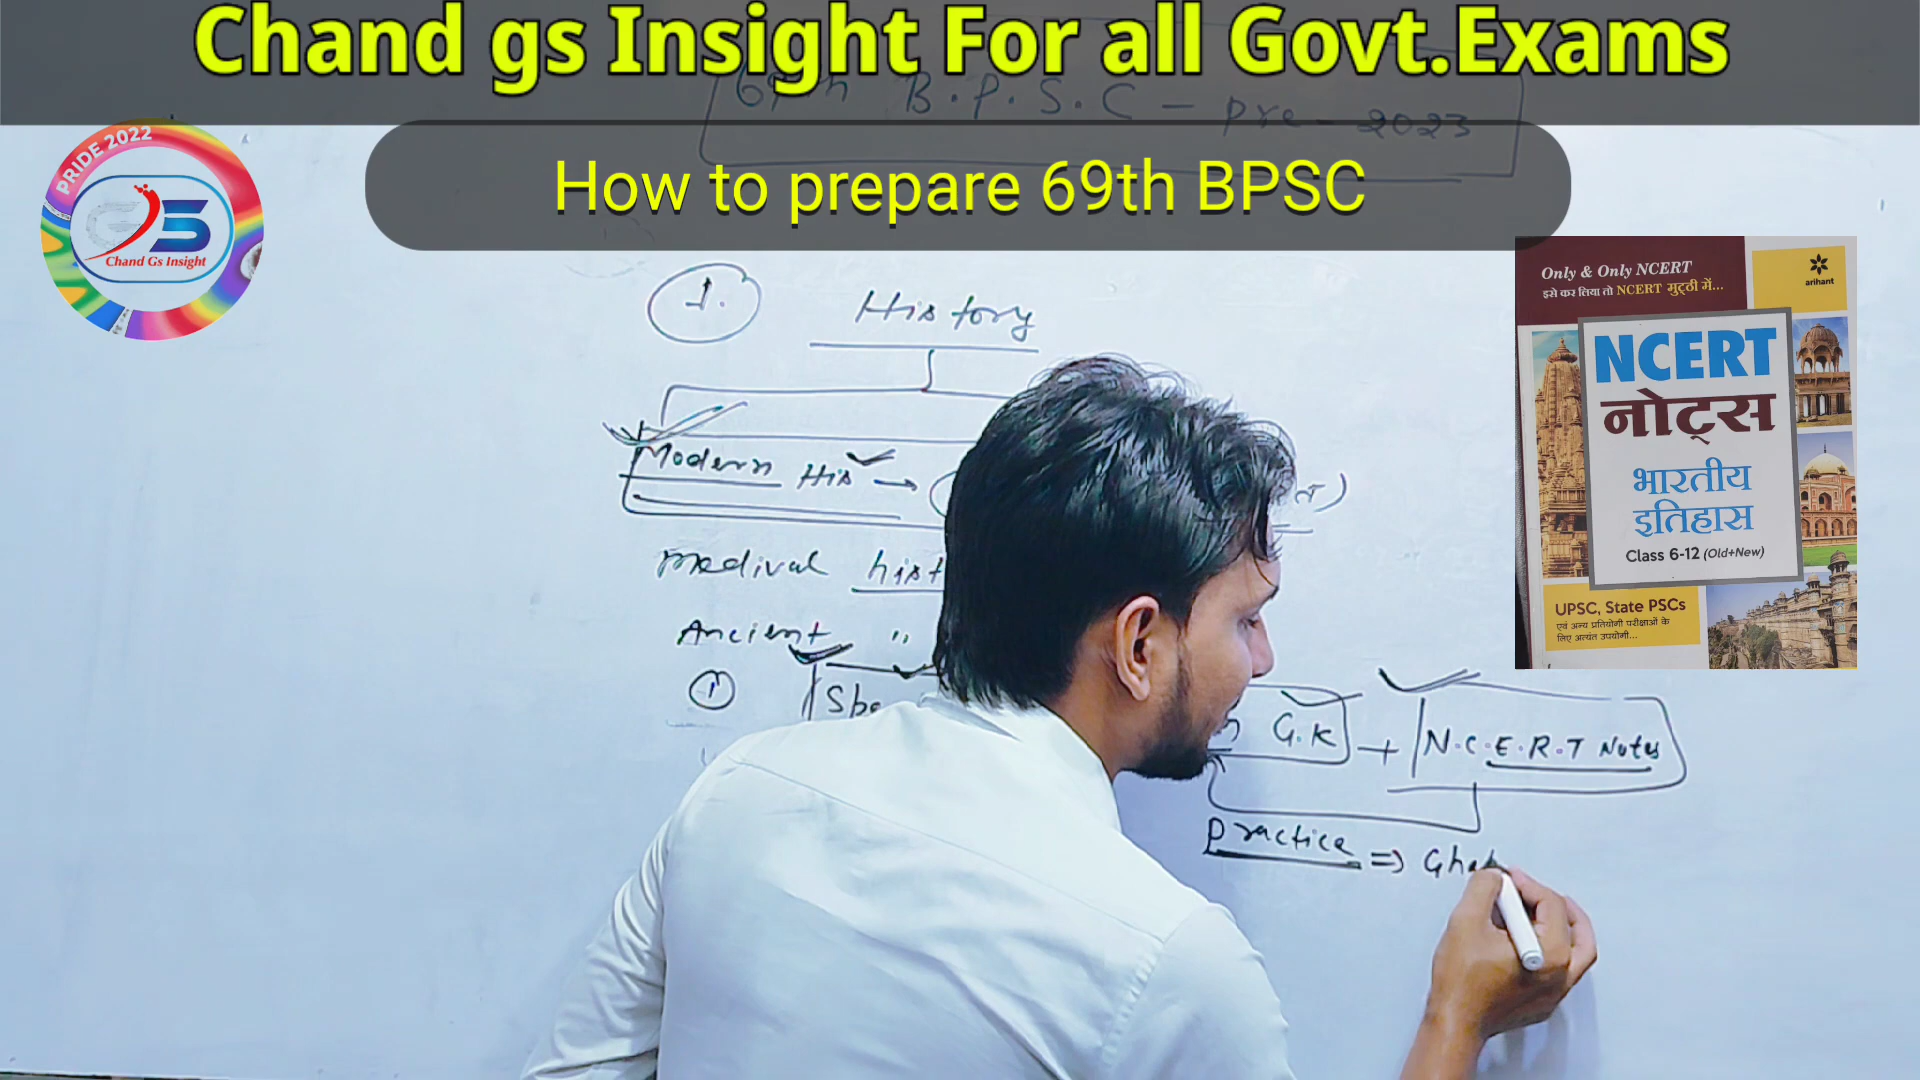 Chand gs Insight For all Govt.Exams
69th B.P.S.C - Pre - 2023
How to prepare 69th BPSC
PRIDE 2022
GS
Chand Gs Insight
Only & Only NCERT
इसे कर लिया तो NCERT मुट्ठी में...
arihant
NCERT
नोट्स
भारतीय
इतिहास
Class 6-12 (Old+New)
UPSC, State PSCs
एवं अन्य प्रतियोगी परीक्षाओं के
लिए अत्यंत उपयोगी...
1. History
Modern His →
Medival hist
Ancient "
① G.K + N.C.E.R.T Notes
Practice ⇒